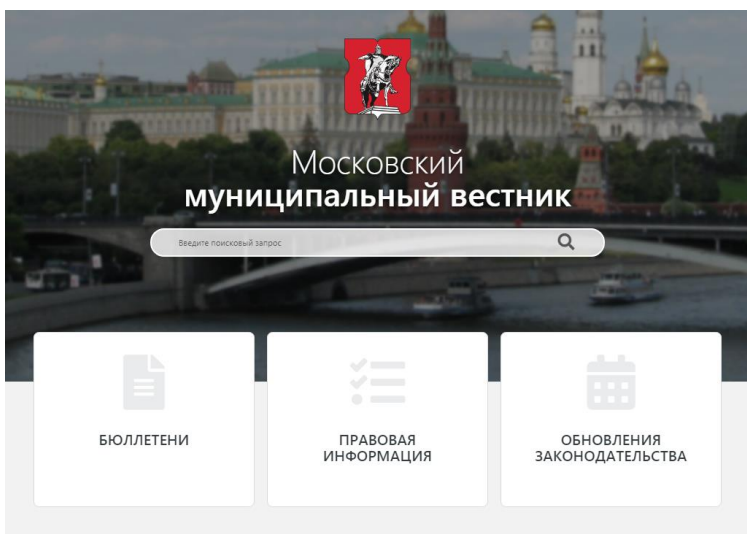 Московский
муниципальный вестник
Введите поисковый запрос
БЮЛЛЕТЕНИ
ПРАВОВАЯ
ИНФОРМАЦИЯ
ОБНОВЛЕНИЯ
ЗАКОНОДАТЕЛЬСТВА